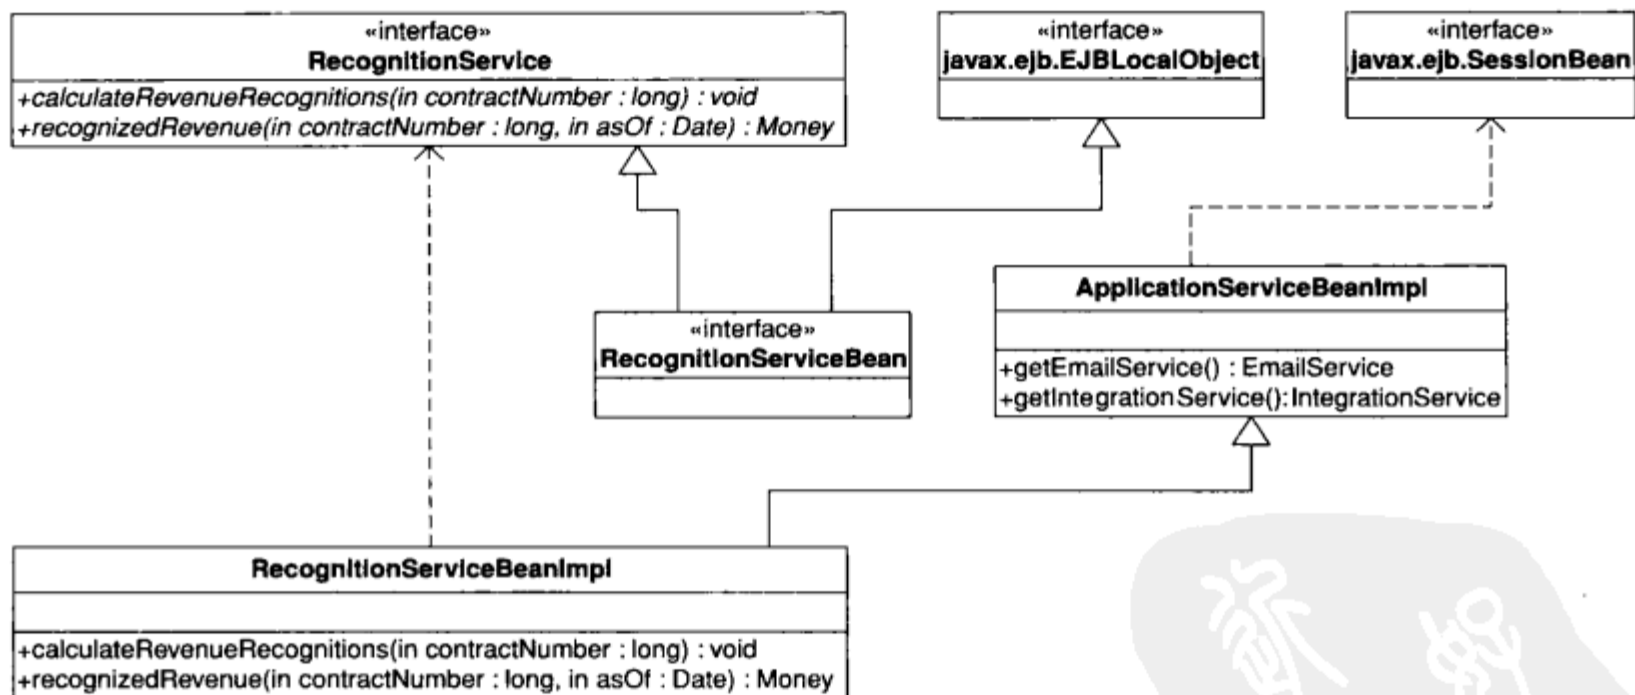 «interface»
RecognitionService
+calculateRevenueRecognitions(in contractNumber : long) : void
+recognizedRevenue(in contractNumber : long, in asOf : Date) : Money
«interface»
javax.ejb.EJBLocalObject
«interface»
javax.ejb.SessionBean
«interface»
RecognitionServiceBean
ApplicationServiceBeanImpl
+getEmailService() : EmailService
+getIntegrationService():IntegrationService
RecognitionServiceBeanImpl
+calculateRevenueRecognitions(in contractNumber : long) : void
+recognizedRevenue(in contractNumber : long, in asOf : Date) : Money